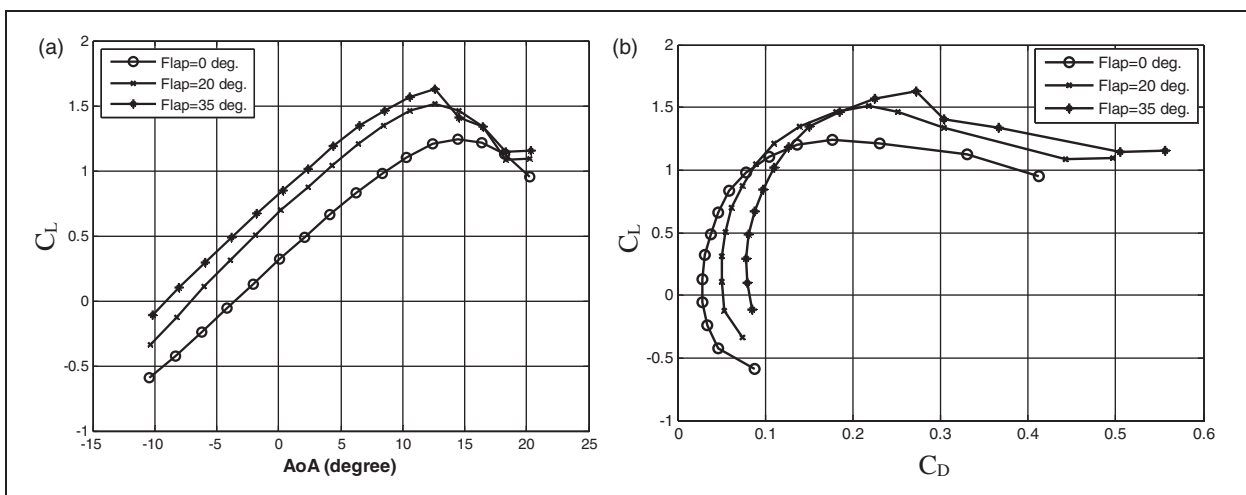 (a)
2
1.5
1
0.5
0
-0.5
-1
C_L
Flap=0 deg.
Flap=20 deg.
Flap=35 deg.
-15 -10 -5 0 5 10 15 20 25
AoA (degree)
(b)
2
1.5
1
0.5
0
-0.5
-1
C_L
Flap=0 deg.
Flap=20 deg.
Flap=35 deg.
0 0.1 0.2 0.3 0.4 0.5 0.6
C_D